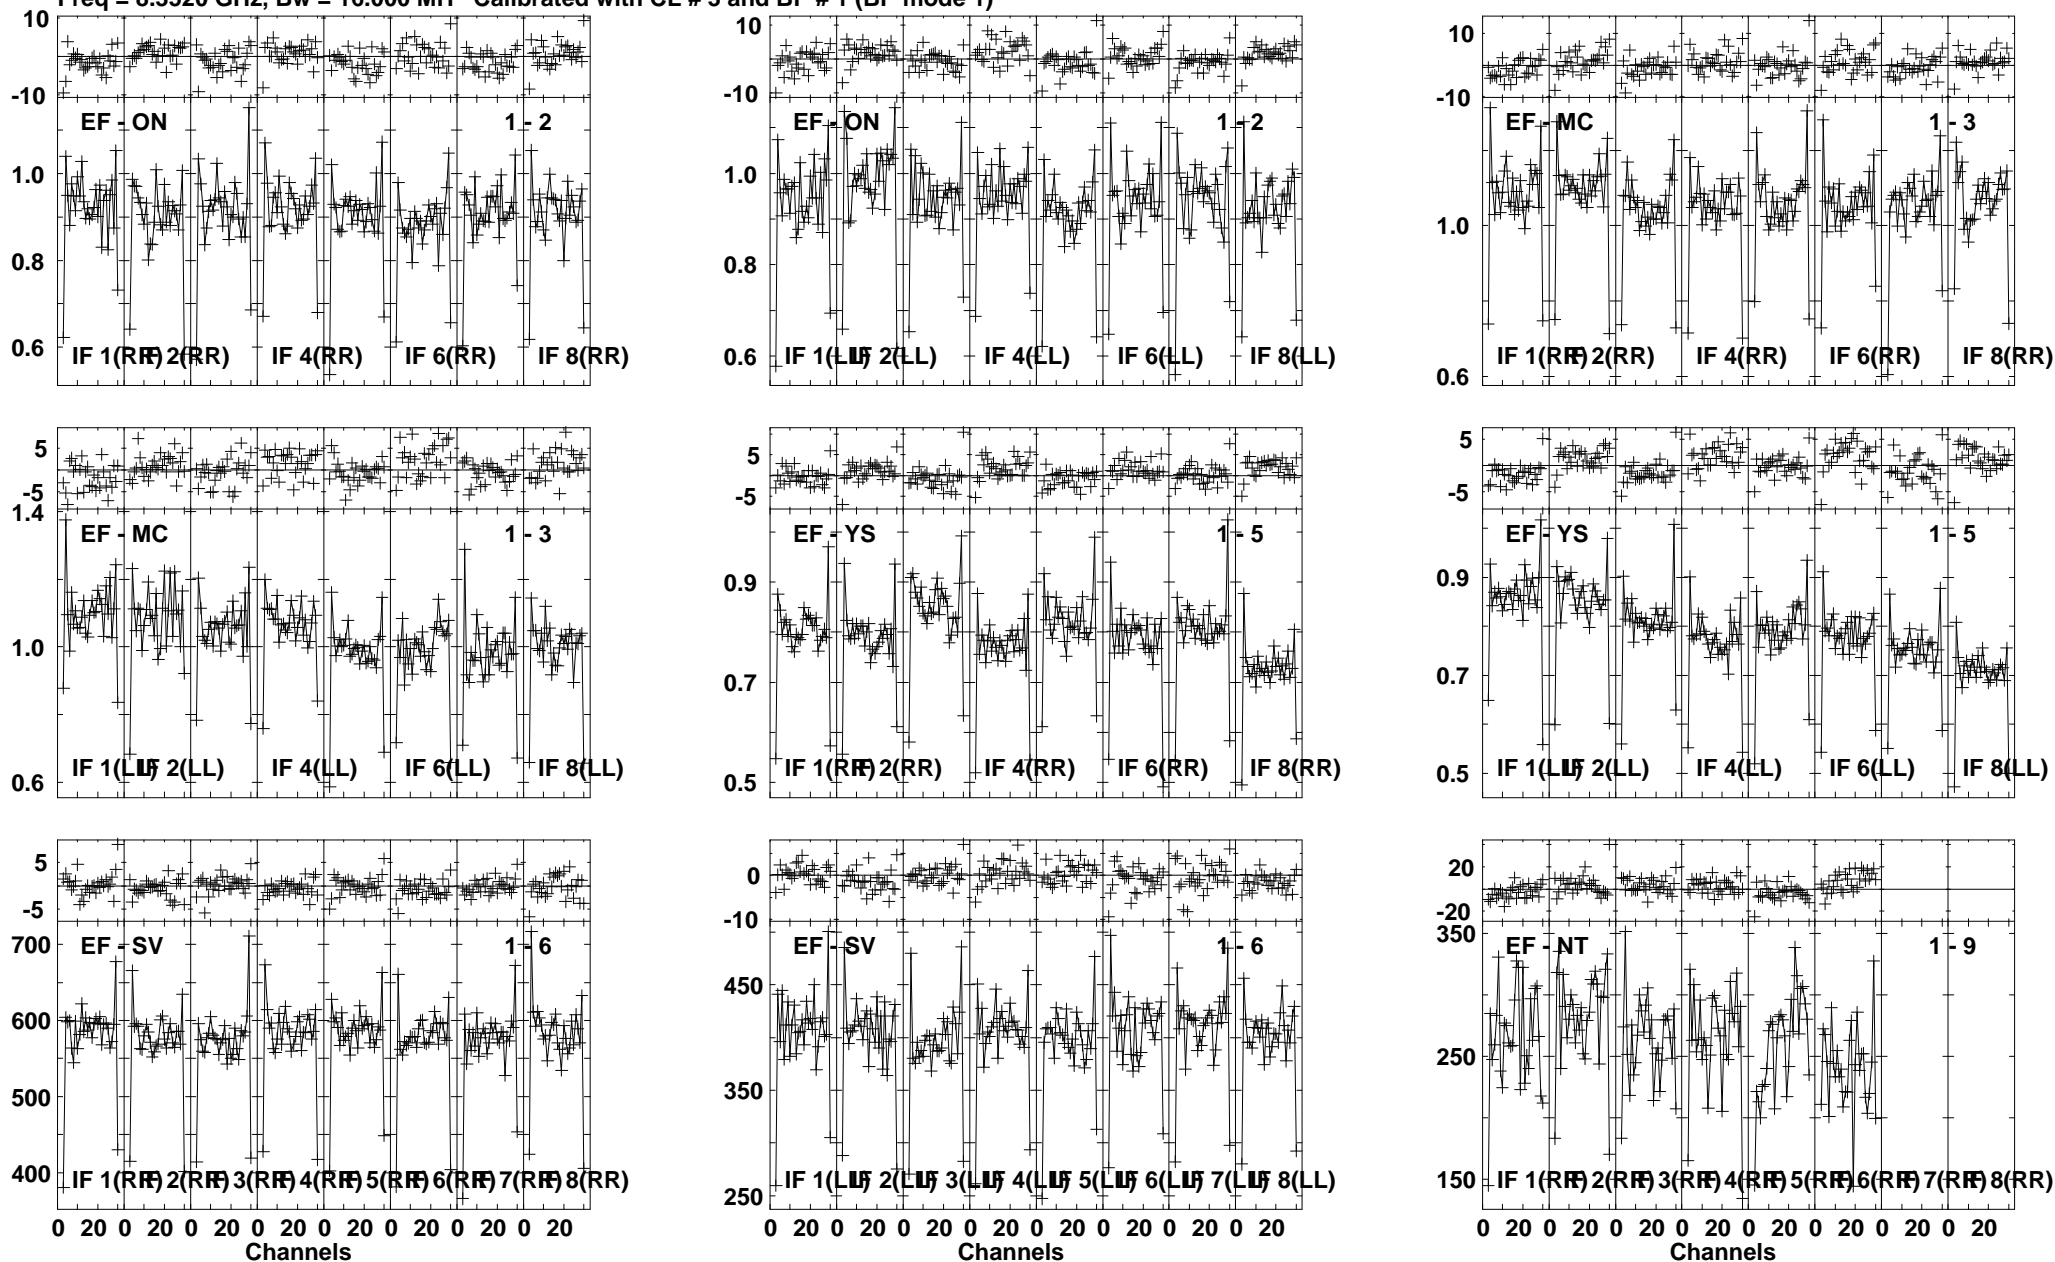 GHz, Bw = 16.000 MH Calibrated with CL # and BP # 1 (BP mode 1)
10
-10
EF - ON 1 - 2
1.0
0.8
0.6
IF 1(RR) IF 2(RR) IF 4(RR) IF 6(RR) IF 8(RR)
10
-10
EF - ON 1 - 2
1.0
0.8
0.6
IF 1(LL) IF 2(LL) IF 4(LL) IF 6(LL) IF 8(LL)
10
-10
EF - MC 1 - 3
1.0
0.6
IF 1(RR) IF 2(RR) IF 4(RR) IF 6(RR) IF 8(RR)
5
-5
1.4
EF - MC 1 - 3
1.0
0.6
IF 1(LL) IF 2(LL) IF 4(LL) IF 6(LL) IF 8(LL)
5
-5
EF - YS 1 - 5
0.9
0.7
0.5
IF 1(RR) IF 2(RR) IF 4(RR) IF 6(RR) IF 8(RR)
5
-5
EF - YS 1 - 5
0.9
0.7
0.5
IF 1(LL) IF 2(LL) IF 4(LL) IF 6(LL) IF 8(LL)
5
-5
700
EF - SV 1 - 6
600
500
400
IF 1(RR) IF 2(RR) IF 3(RR) IF 4(RR) IF 5(RR) IF 6(RR) IF 7(RR) IF 8(RR)
0 20 0 20 0 20 0 20 0 20 0 20 0 20 0 20
Channels
0
-10
EF - SV 1 - 6
450
350
250
IF 1(LL) IF 2(LL) IF 3(LL) IF 4(LL) IF 5(LL) IF 6(LL) IF 7(LL) IF 8(LL)
0 20 0 20 0 20 0 20 0 20 0 20 0 20 0 20
Channels
20
-20
350
EF - NT 1 - 9
250
150
IF 1(RR) IF 2(RR) IF 3(RR) IF 4(RR) IF 5(RR) IF 6(RR) IF 7(RR) IF 8(RR)
0 20 0 20 0 20 0 20 0 20 0 20 0 20 0 20
Channels